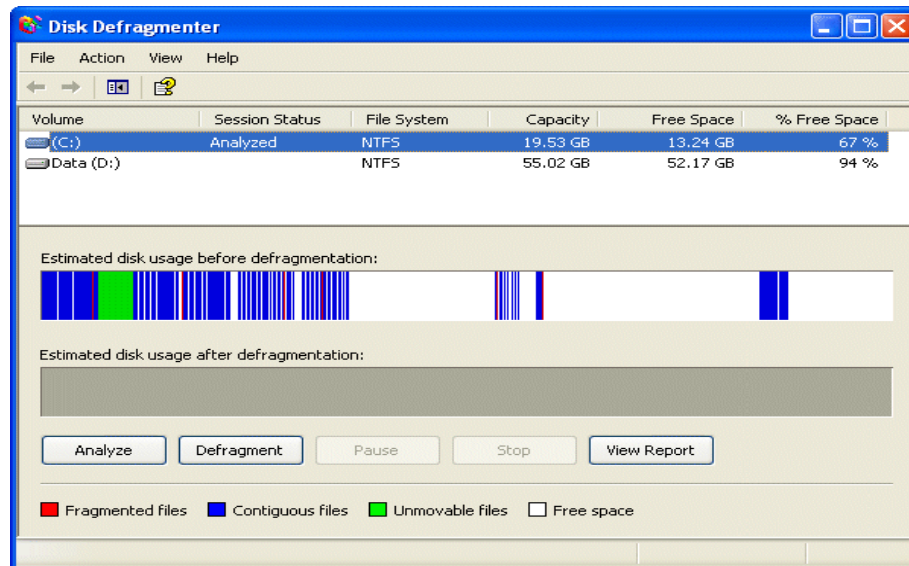 Disk Defragmenter
File Action View Help
Volume Session Status File System Capacity Free Space % Free Space
(C:) Analyzed NTFS 19.53 GB 13.24 GB 67 %
Data (D:) NTFS 55.02 GB 52.17 GB 94 %
Estimated disk usage before defragmentation:
Estimated disk usage after defragmentation:
Analyze Defragment Pause Stop View Report
Fragmented files Contiguous files Unmovable files Free space